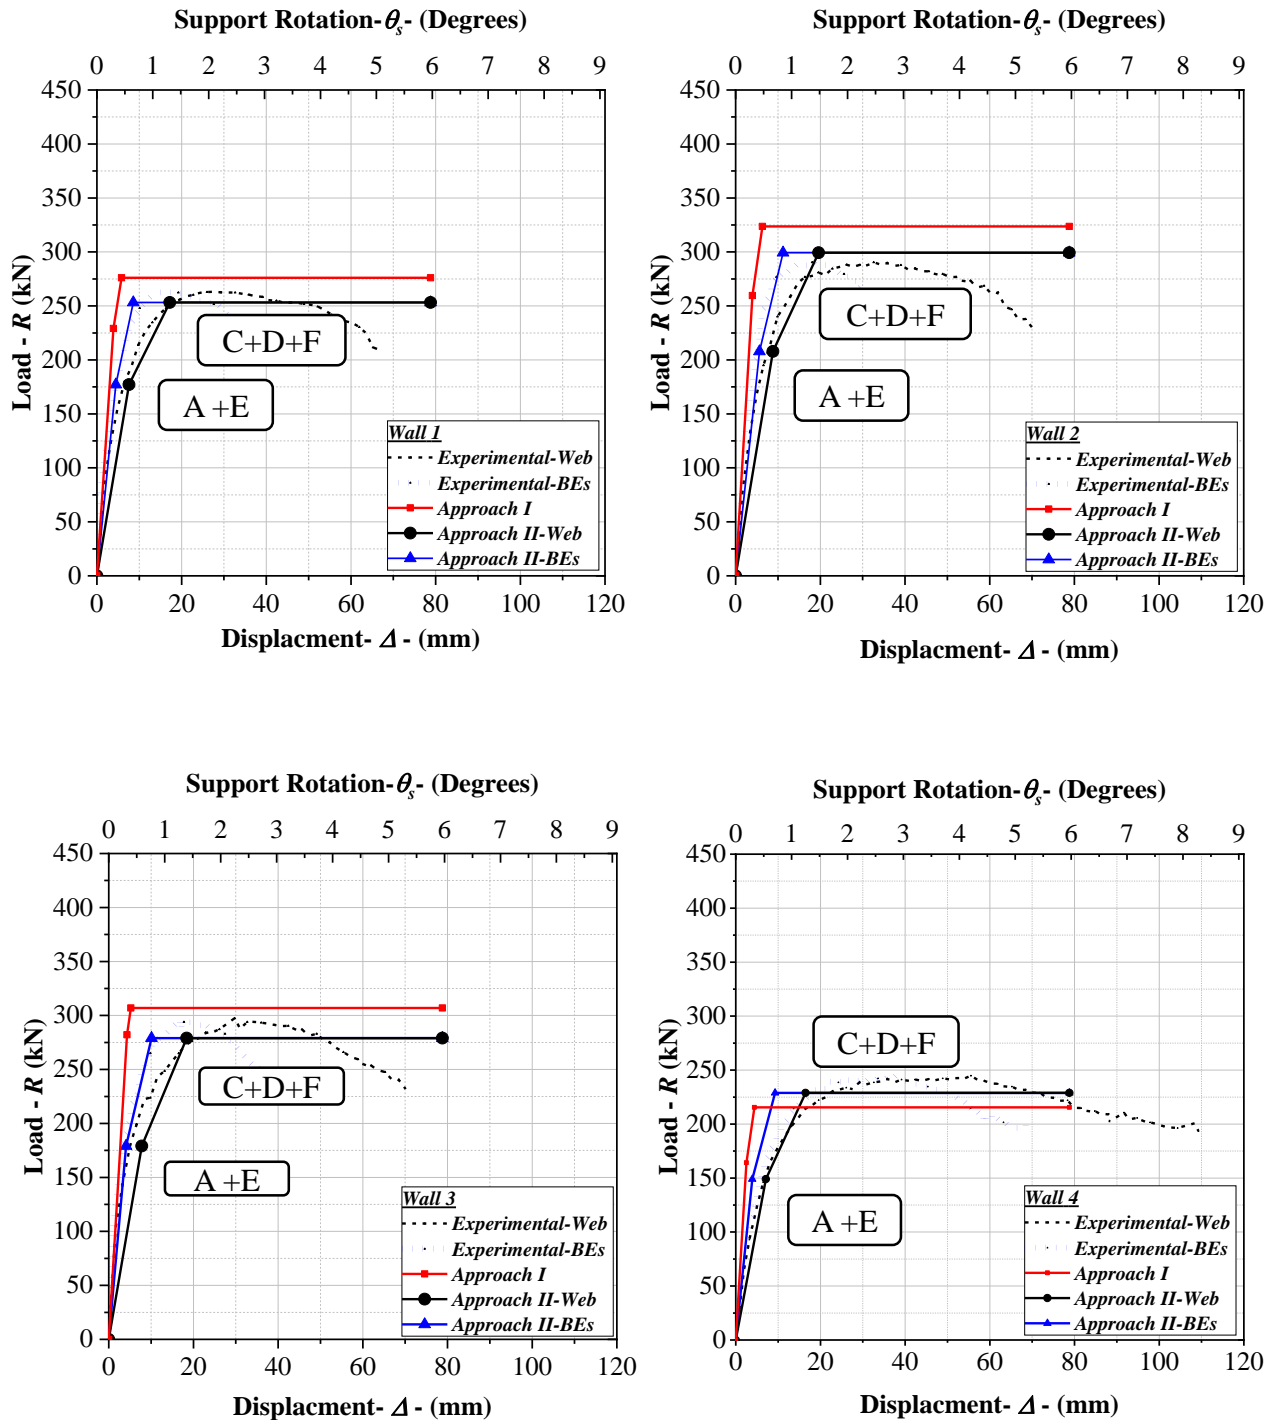 Support Rotation-θs- (Degrees)
0 1 2 3 4 5 6 7 8 9
450
400
350
300
250
200
150
100
50
0
Load - R (kN)
C+D+F
A +E
Wall 1
Experimental-Web
Experimental-BEs
Approach I
Approach II-Web
Approach II-BEs
0 20 40 60 80 100 120
Displacment- Δ - (mm)
Support Rotation-θs- (Degrees)
0 1 2 3 4 5 6 7 8 9
450
400
350
300
250
200
150
100
50
0
Load - R (kN)
C+D+F
A +E
Wall 2
Experimental-Web
Experimental-BEs
Approach I
Approach II-Web
Approach II-BEs
0 20 40 60 80 100 120
Displacment- Δ - (mm)
Support Rotation-θs- (Degrees)
0 1 2 3 4 5 6 7 8 9
450
400
350
300
250
200
150
100
50
0
Load - R (kN)
C+D+F
A +E
Wall 3
Experimental-Web
Experimental-BEs
Approach I
Approach II-Web
Approach II-BEs
0 20 40 60 80 100 120
Displacment- Δ - (mm)
Support Rotation-θs- (Degrees)
0 1 2 3 4 5 6 7 8 9
450
400
350
300
250
200
150
100
50
0
Load - R (kN)
C+D+F
A +E
Wall 4
Experimental-Web
Experimental-BEs
Approach I
Approach II-Web
Approach II-BEs
0 20 40 60 80 100 120
Displacment- Δ - (mm)